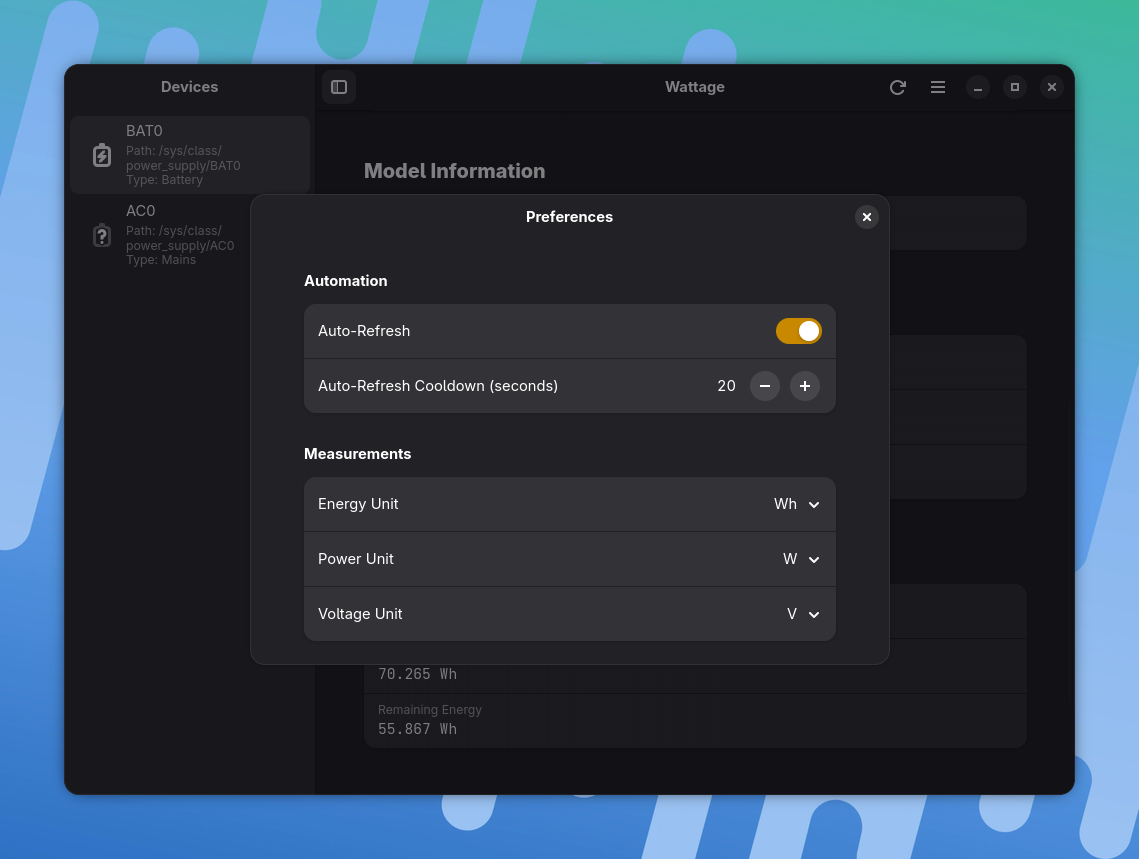 Devices
Wattage
BAT0
Path: /sys/class/
power_supply/BAT0
Type: Battery
AC0
Path: /sys/class/
power_supply/AC0
Type: Mains
Model Information
Preferences
Automation
Auto-Refresh
Auto-Refresh Cooldown (seconds)
20
Measurements
Energy Unit
Wh
Power Unit
W
Voltage Unit
V
70.265 Wh
Remaining Energy
55.867 Wh